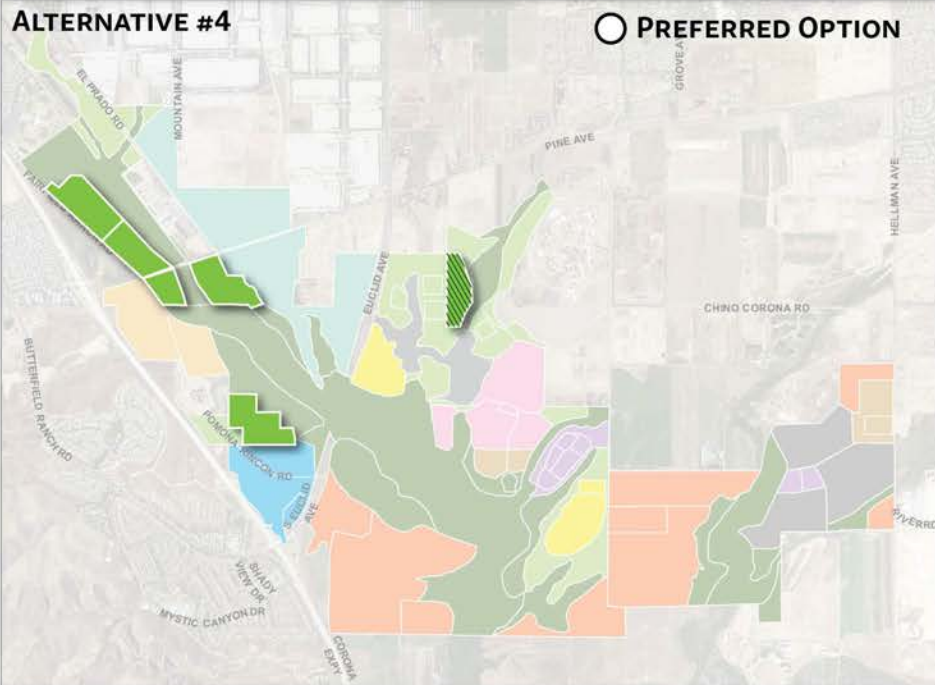 ALTERNATIVE #4
PREFERRED OPTION
EL PRADO RD
MOUNTAIN AVE
GROVE A
PINE AVE
HELLMAN AVE
EUCLID AVE
CHINO CORONA RD
BUTTERFIELD RANCH RD
POMONA RINCON RD
S EUCLID
AVE
RIVERRD
SHADY
VIEW DR
MYSTIC CANYON DR
CORONA
EXPY